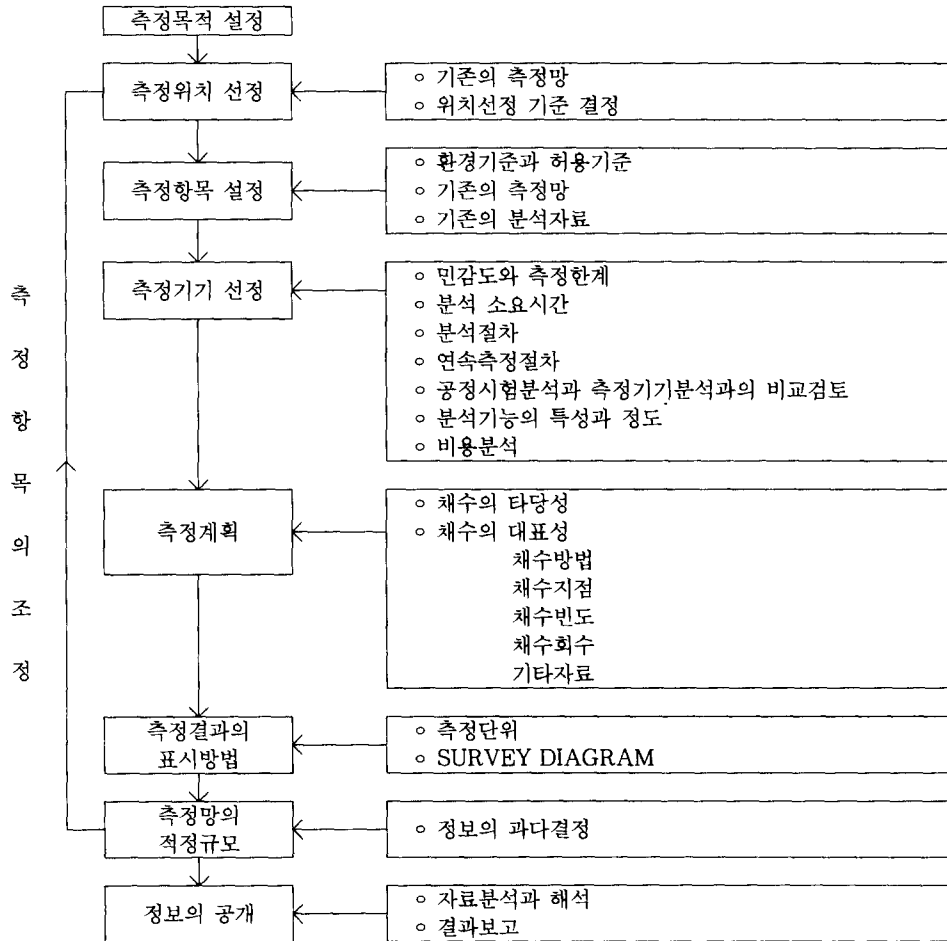 측정목적 설정
측정위치 선정
○ 기존의 측정망
○ 위치선정 기준 결정
측정항목 설정
○ 환경기준과 허용기준
○ 기존의 측정망
○ 기존의 분석자료
측정기기 선정
○ 민감도와 측정한계
○ 분석 소요시간
○ 분석절차
○ 연속측정절차
○ 공정시험분석과 측정기기분석과의 비교검토
○ 분석기능의 특성과 정도
○ 비용분석
측정계획
○ 채수의 타당성
○ 채수의 대표성
채수방법
채수지점
채수빈도
채수회수
기타자료
측정결과의
표시방법
○ 측정단위
○ SURVEY DIAGRAM
측정망의
적정규모
○ 정보의 과다결정
정보의 공개
○ 자료분석과 해석
○ 결과보고
측
정
항
목
의
조
정